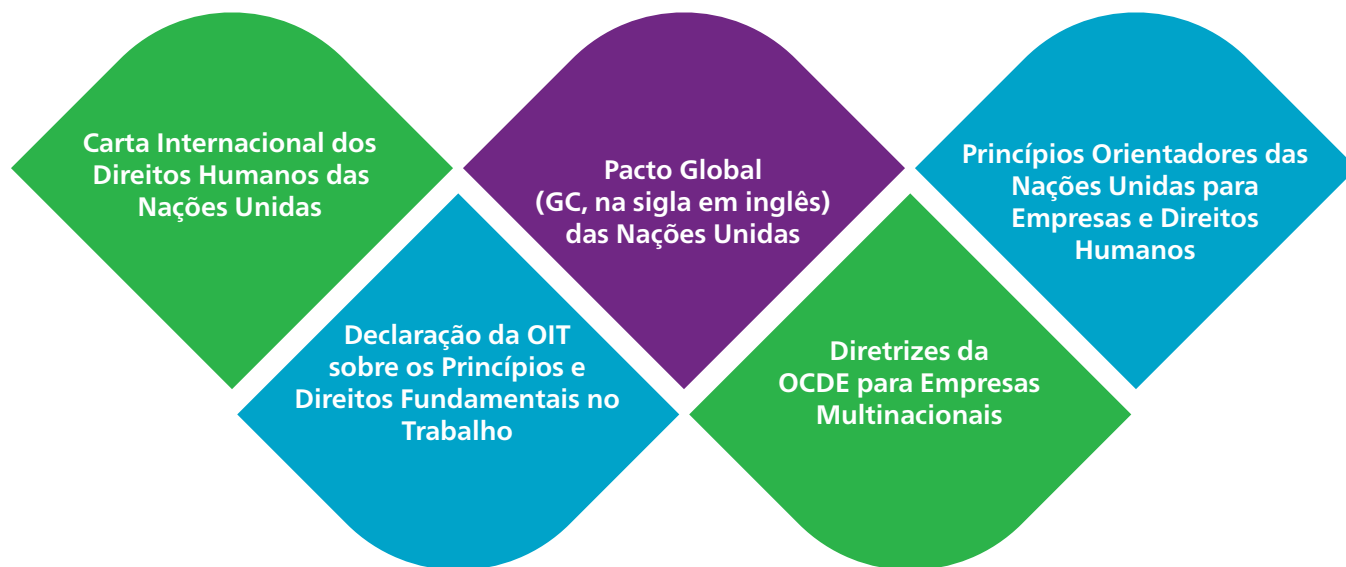 Carta Internacional dos
Direitos Humanos das
Nações Unidas
Declaração da OIT
sobre os Princípios e
Direitos Fundamentais no
Trabalho
Pacto Global
(GC, na sigla em inglês)
das Nações Unidas
Diretrizes da
OCDE para Empresas
Multinacionais
Princípios Orientadores das
Nações Unidas para
Empresas e Direitos
Humanos